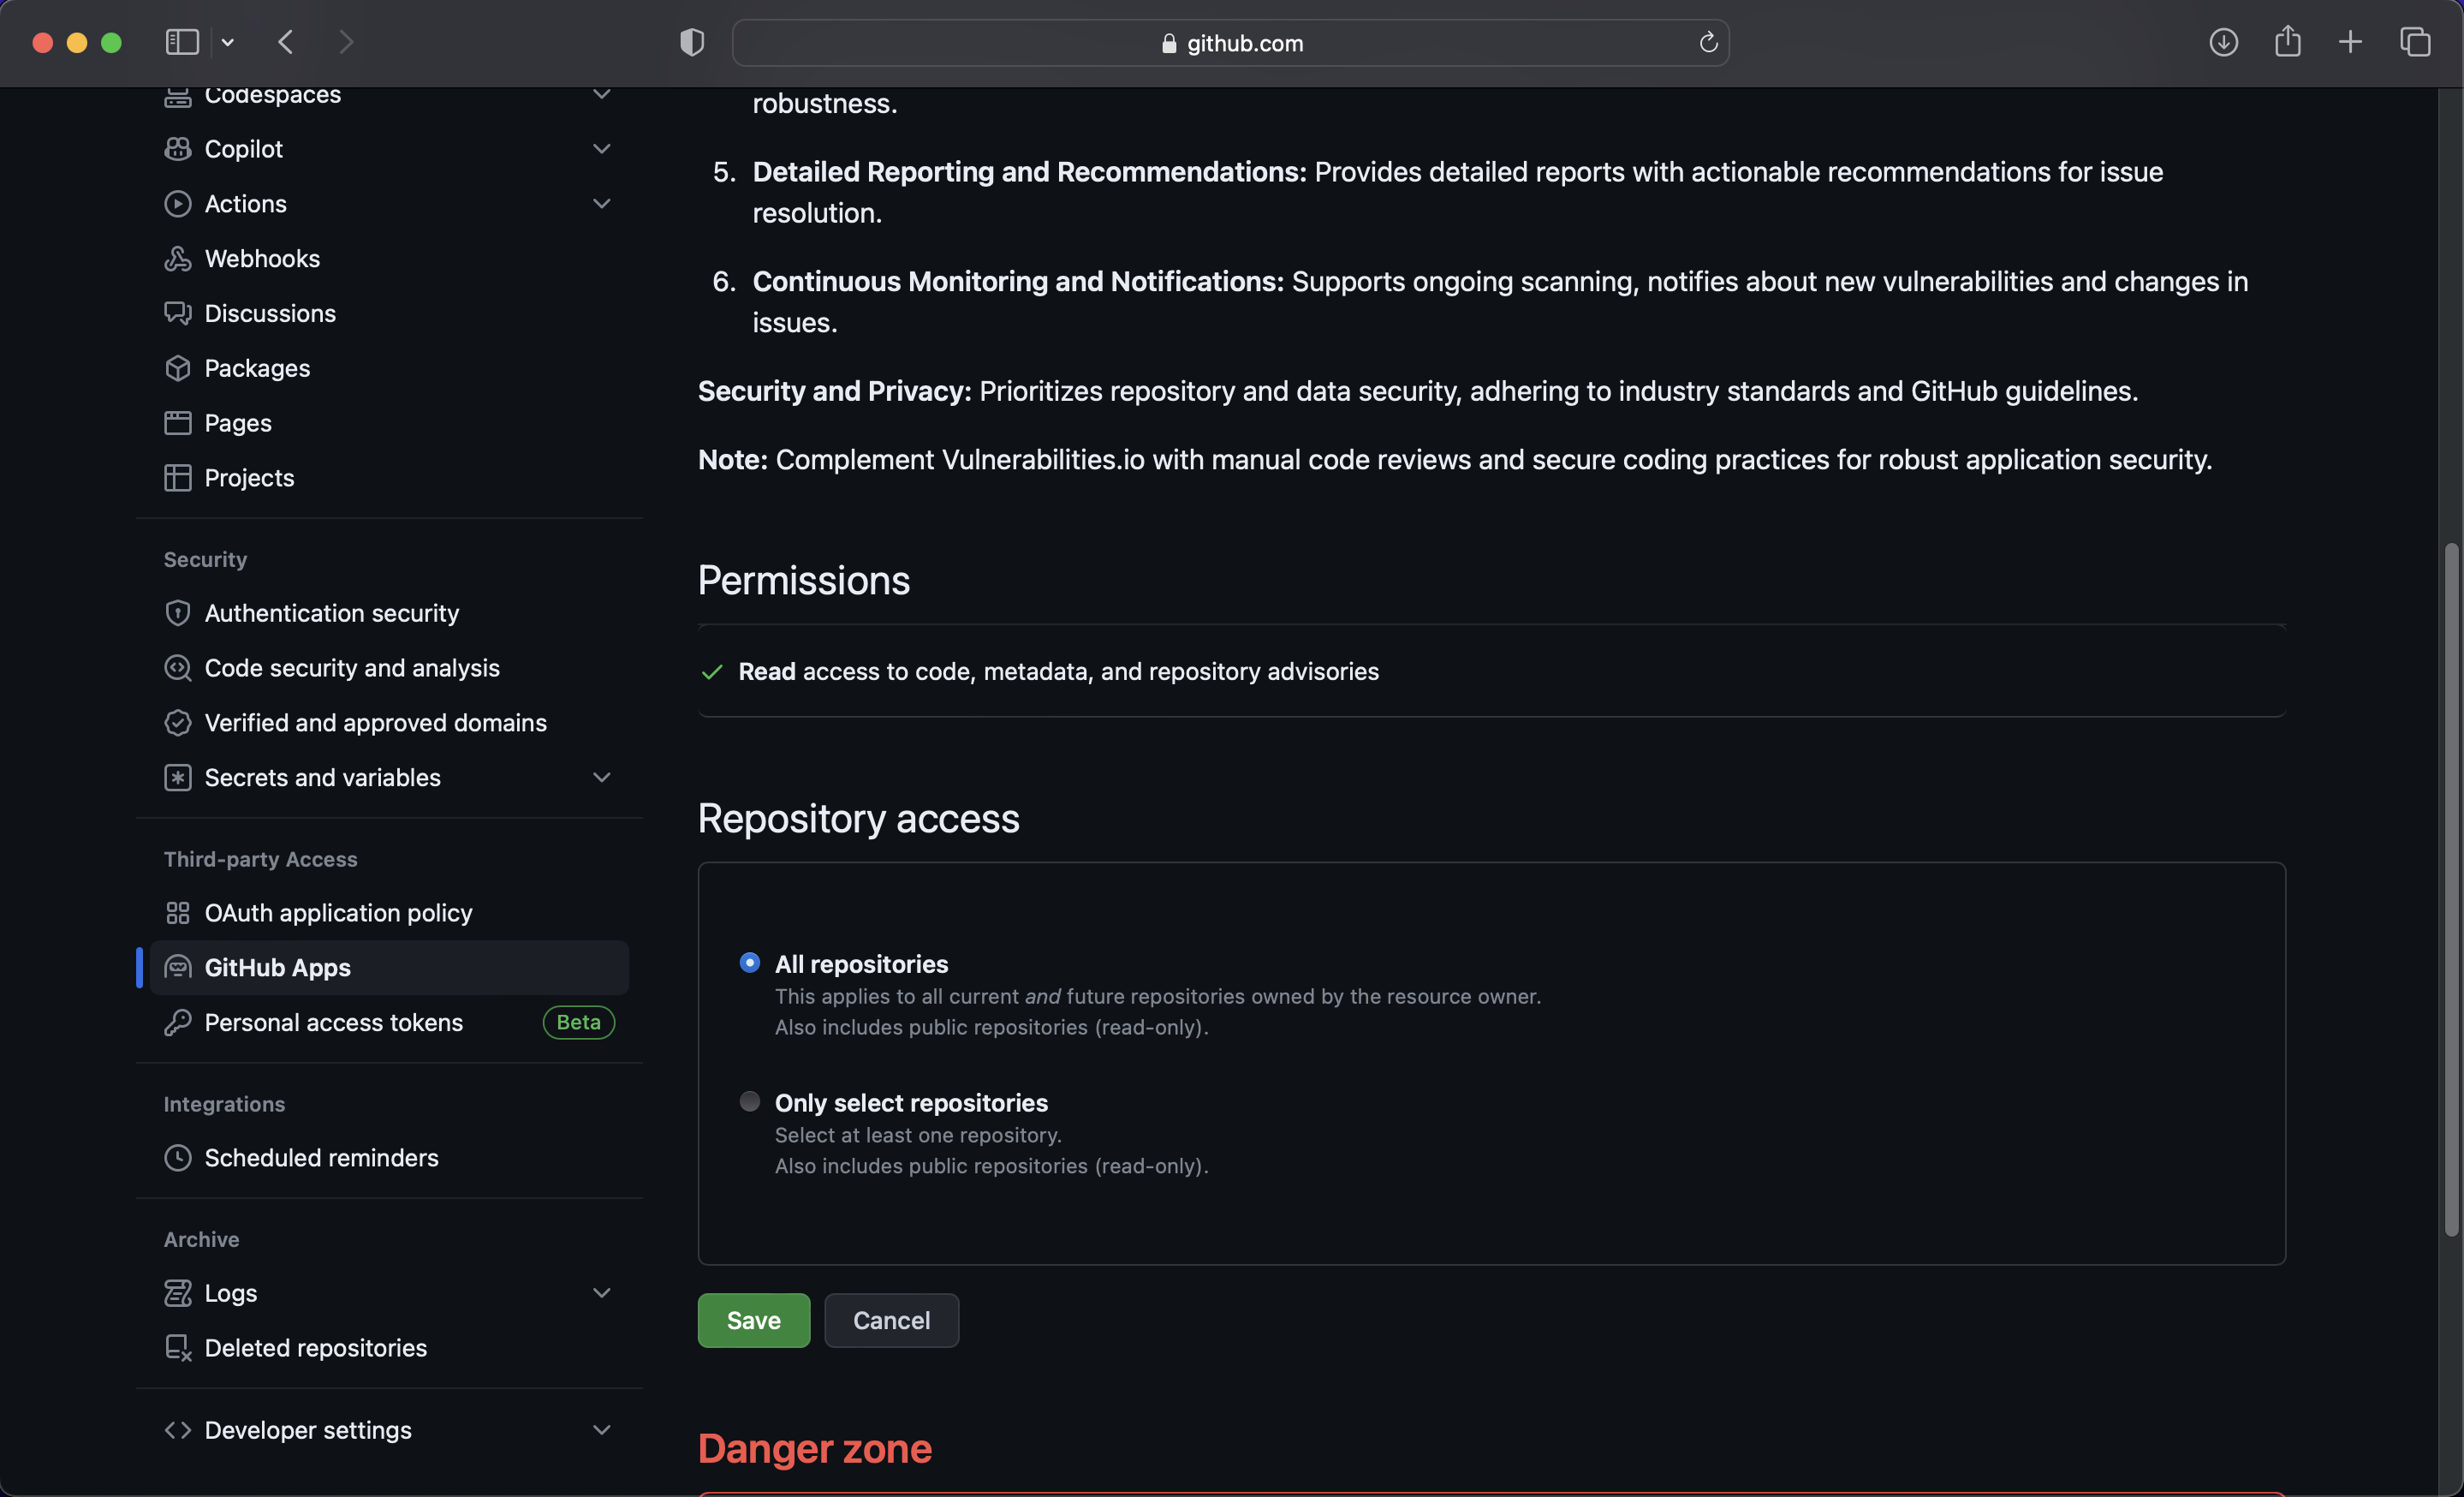 github.com
Codespaces
Copilot
Actions
Webhooks
Discussions
Packages
Pages
Projects
Security
Authentication security
Code security and analysis
Verified and approved domains
Secrets and variables
Third-party Access
OAuth application policy
GitHub Apps
Personal access tokens Beta
Integrations
Scheduled reminders
Archive
Logs
Deleted repositories
Developer settings
robustness.
5. Detailed Reporting and Recommendations: Provides detailed reports with actionable recommendations for issue
resolution.
6. Continuous Monitoring and Notifications: Supports ongoing scanning, notifies about new vulnerabilities and changes in
issues.
Security and Privacy: Prioritizes repository and data security, adhering to industry standards and GitHub guidelines.
Note: Complement Vulnerabilities.io with manual code reviews and secure coding practices for robust application security.
Permissions
Read access to code, metadata, and repository advisories
Repository access
All repositories
This applies to all current and future repositories owned by the resource owner.
Also includes public repositories (read-only).
Only select repositories
Select at least one repository.
Also includes public repositories (read-only).
Save Cancel
Danger zone